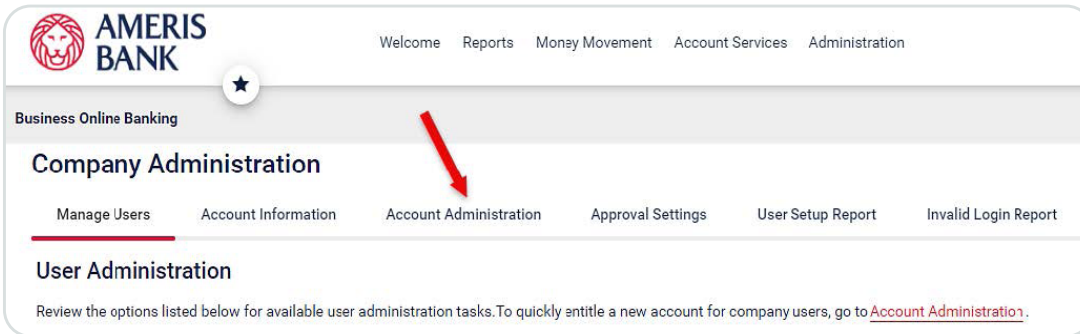 AMERIS
BANK
Welcome Reports Money Movement Account Services Administration
Business Online Banking
Company Administration
Manage Users Account Information Account Administration Approval Settings User Setup Report Invalid Login Report
User Administration
Review the options listed below for available user administration tasks. To quickly entitle a new account for company users, go to Account Administration.